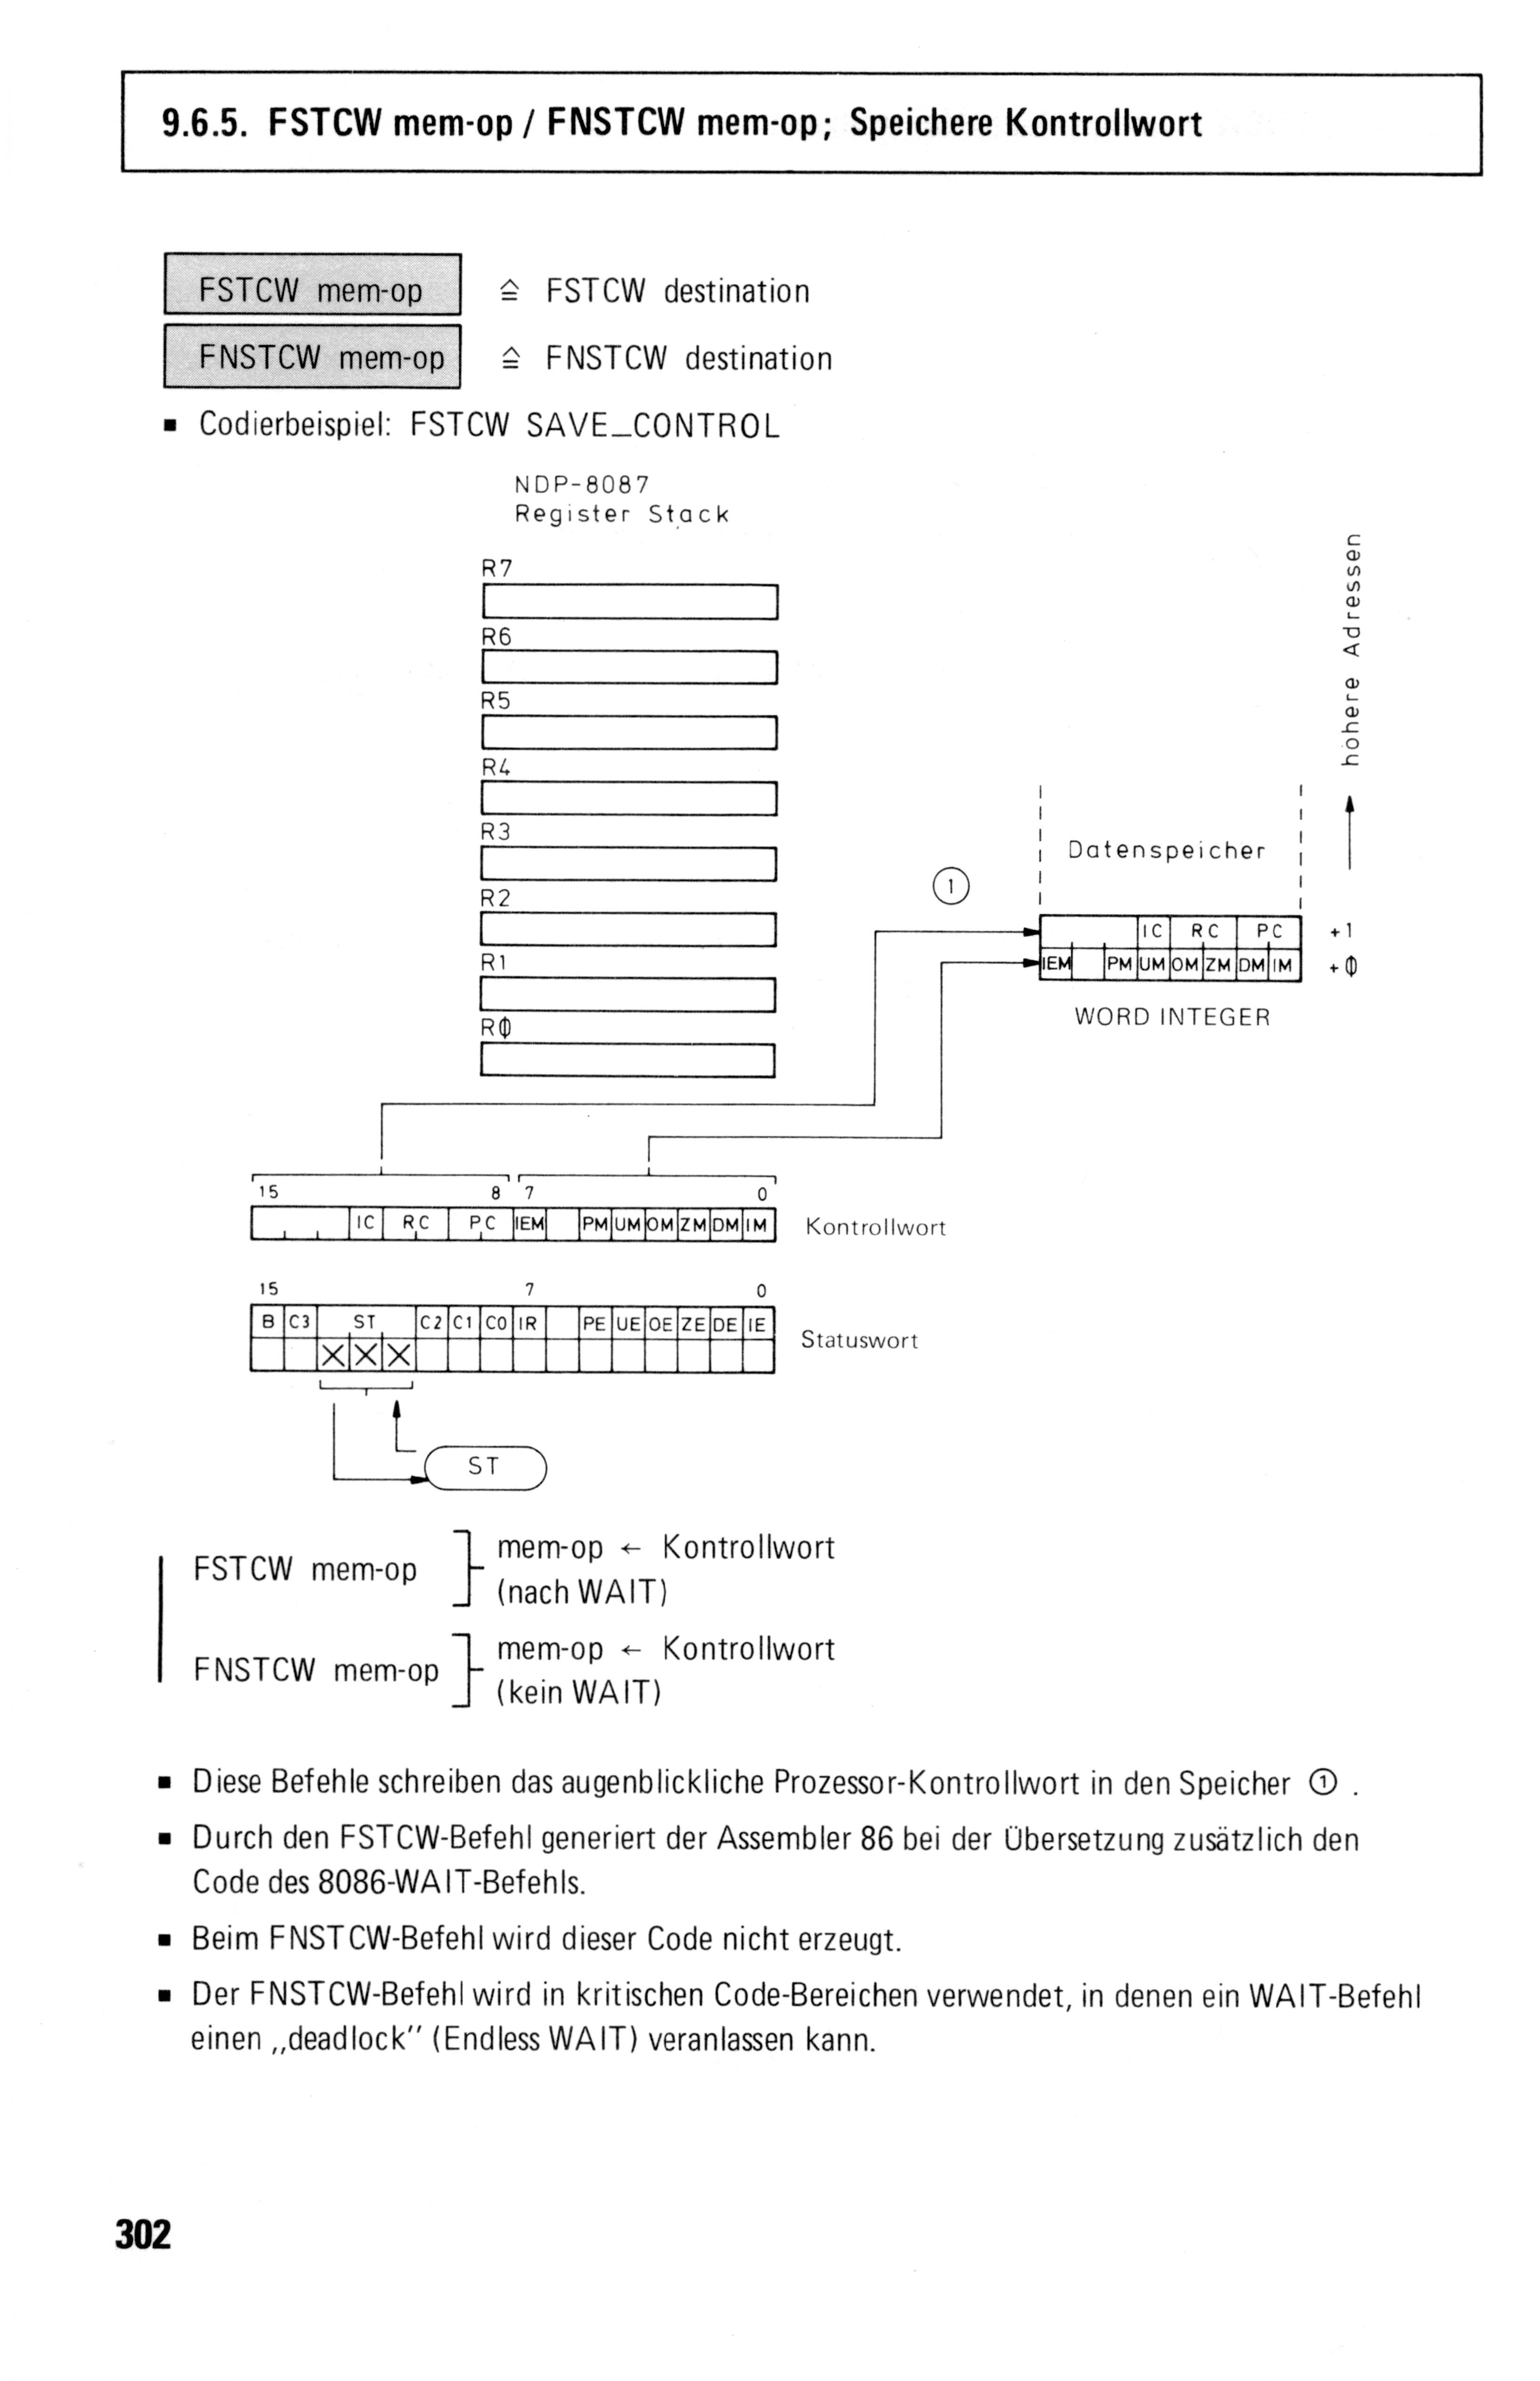 9.6.5. FSTCW mem-op / FNSTCW mem-op; Speichere Kontrollwort
FSTCW mem-op ≙ FSTCW destination
FNSTCW mem-op ≙ FNSTCW destination
▪ Codierbeispiel: FSTCW SAVE_CONTROL
NDP-8087
Register Stack
höhere Adressen
R7
R6
R5
R4
R3
R2
R1
R0
Datenspeicher
1
IC RC PC +1
IEM PM UM OM ZM DM IM +0
WORD INTEGER
15 8 7 0
IC RC PC IEM PM UM OM ZM DM IM Kontrollwort
15 7 0
B C3 ST C2 C1 C0 IR PE UE OE ZE DE IE
X X X
Statuswort
ST
FSTCW mem-op } mem-op ← Kontrollwort
(nach WAIT)
FNSTCW mem-op } mem-op ← Kontrollwort
(kein WAIT)
▪ Diese Befehle schreiben das augenblickliche Prozessor-Kontrollwort in den Speicher ① .
▪ Durch den FSTCW-Befehl generiert der Assembler 86 bei der Übersetzung zusätzlich den
Code des 8086-WAIT-Befehls.
▪ Beim FNSTCW-Befehl wird dieser Code nicht erzeugt.
▪ Der FNSTCW-Befehl wird in kritischen Code-Bereichen verwendet, in denen ein WAIT-Befehl
einen „deadlock" (Endless WAIT) veranlassen kann.
302